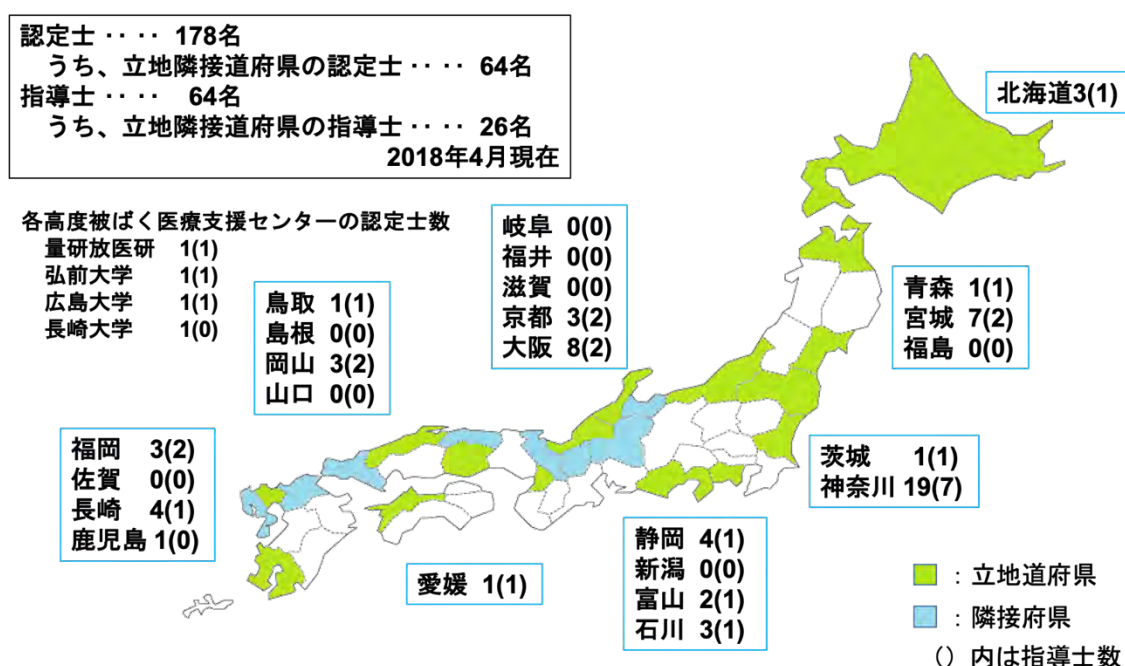 認定士‥‥ 178名
うち、立地隣接道府県の認定士‥‥ 64名
指導士‥‥ 64名
うち、立地隣接道府県の指導士‥‥ 26名
2018年4月現在
北海道3(1)
各高度被ばく医療支援センターの認定士数
量研放医研 1(1)
弘前大学 1(1)
広島大学 1(1)
長崎大学 1(0)
岐阜 0(0)
福井 0(0)
滋賀 0(0)
京都 3(2)
大阪 8(2)
青森 1(1)
宮城 7(2)
福島 0(0)
鳥取 1(1)
島根 0(0)
岡山 3(2)
山口 0(0)
福岡 3(2)
佐賀 0(0)
長崎 4(1)
鹿児島 1(0)
茨城 1(1)
神奈川 19(7)
静岡 4(1)
新潟 0(0)
富山 2(1)
石川 3(1)
愛媛 1(1)
：立地道府県
：隣接府県
（）内は指導士数